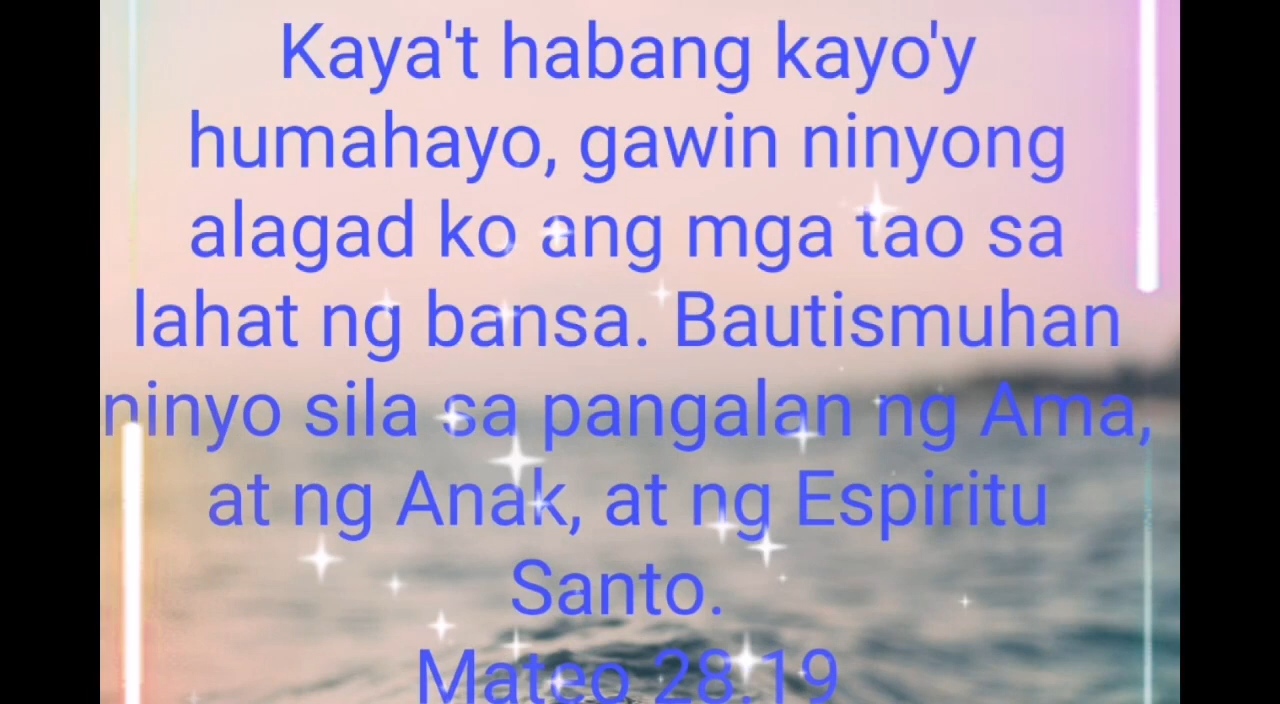 Kaya't habang kayo'y
humahayo, gawin ninyong
alagad ko ang mga tao sa
lahat ng bansa. Bautismuhan
ninyo sila sa pangalan ng Ama,
at ng Anak, at ng Espiritu
Santo.
Mateo 28:19